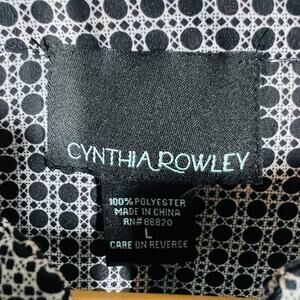 CYNTHIA ROWLEY
100% POLYESTER
MADE IN CHINA
RN#88820
L
CARE ON REVERSE